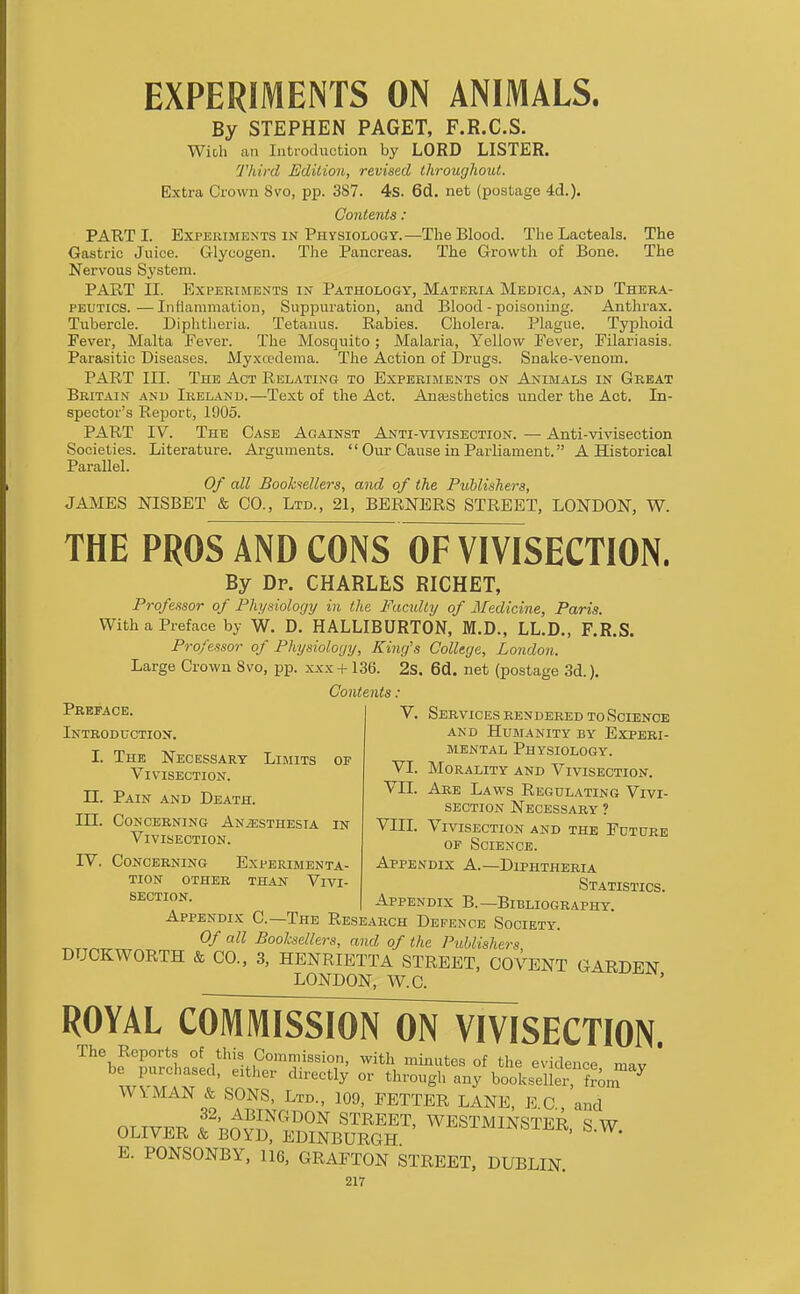 EXPERIMENTS ON ANIMALS.
By STEPHEN PAGET, F.R.C.S.
With an Introduction by LORD LISTER.
Third Edition, revised throughout.
Extra Crown 8vo, pp. 387. 4s. 6d. net (postage 4d.).
Contents:
PART I. EXPERIMENTS IN PHYSIOLOGY.—The Blood. The Lacteals. The
Gastric Juice. Glycogen. The Pancreas. The Growth of Bone. The
Nervous System.
PART II. EXPERIMENTS IN PATHOLOGY, MATERIA MEDICA, AND THERA-
PEUTICS.—Inflammation, Suppuration, and Blood-poisoning. Anthrax.
Tubercle. Diphtheria. Tetanus. Rabies. Cholera. Plague. Typhoid
Fever, Malta Fever. The Mosquito; Malaria, Yellow Fever, Filariasis.
Parasitic Diseases. Myxœdema. The Action of Drugs. Snake-venom.
PART III. THE ACT RELATING TO EXPERIMENTS ON ANIMALS IN GREAT
BRITAIN AND IRELAND.—Text of the Act. Anæsthetics under the Act. In-
spector's Report, 1905.
PART IV. THE CASE AGAINST ANTI-VIVISECTION.—Anti-vivisection
Societies. Literature. Arguments. "Our Cause in Parliament." A Historical
Parallel.
Of all Booksellers, and of the Publishers,
JAMES NISBET & CO., LTD., 21, BERNERS STREET, LONDON, W.
THE PROS AND CONS OF VIVISECTION.
By Dr. CHARLES RICHET,
Professor of Physiology in the Faculty of Medicine, Paris.
With a Preface by W. D. HALLIBURTON, M.D., LL.D., F.R.S.
Professor of Physiology, King's College, London.
Large Crown 8vo, pp. xxx+136. 2s. 6d. net (postage 3d.).
Contents:
PREFACE.
INTRODUCTION.
I. THE NECESSARY LIMITS OF
VIVISECTION.
II. PAIN AND DEATH.
III. CONCERNING ANÆSTHESIA IN
VIVISECTION.
IV. CONCERNING EXPERIMENTA-
TION OTHER THAN VIVI-
SECTION.
V. SERVICES RENDERED TO SCIENCE
AND HUMANITY BY EXPERI-
MENTAL PHYSIOLOGY.
VI. MORALITY AND VIVISECTION.
VII. ARE LAWS REGULATING VIVI-
SECTION NECESSARY?
VIII. VIVISECTION AND THE FUTURE
OF SCIENCE.
APPENDIX A.—DIPHTHERIA
STATISTICS.
APPENDIX B.—BIBLIOGRAPHY.
APPENDIX C.—THE RESEARCH DEFENCE SOCIETY.
Of all Booksellers, and of the Publishers,
DUCKWORTH & CO., 3, HENRIETTA STREET, COVENT GARDEN,
LONDON, W.C.
ROYAL COMMISSION ON VIVISECTION.
The Reports of this Commission, with minutes of the evidence, may
be purchased, either directly or through any bookseller, from
WYMAN & SONS, LTD., 109, FETTER LANE, E.C., and
32, ABINGDON STREET, WESTMINSTER, S.W.
OLIVER & BOYD, EDINBURGH.
E. PONSONBY, 116, GRAFTON STREET, DUBLIN.
217